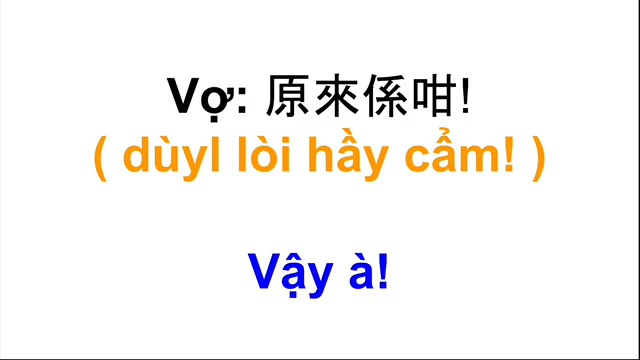 Vợ: 原來係咁!
( dùyl lòi hầy cẩm! )
Vậy à!